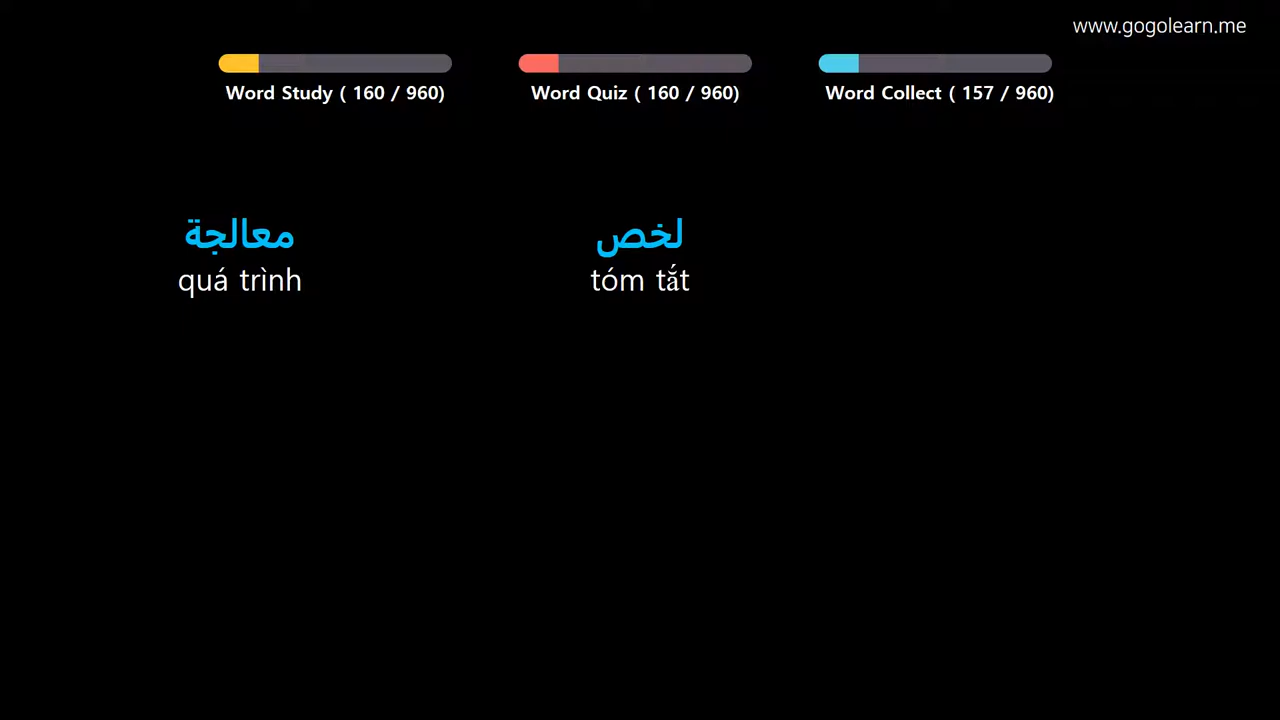 www.gogolearn.me
Word Study ( 160 / 960)
Word Quiz ( 160 / 960)
Word Collect ( 157 / 960)
معالجة
quá trình
لخص
tóm tắt